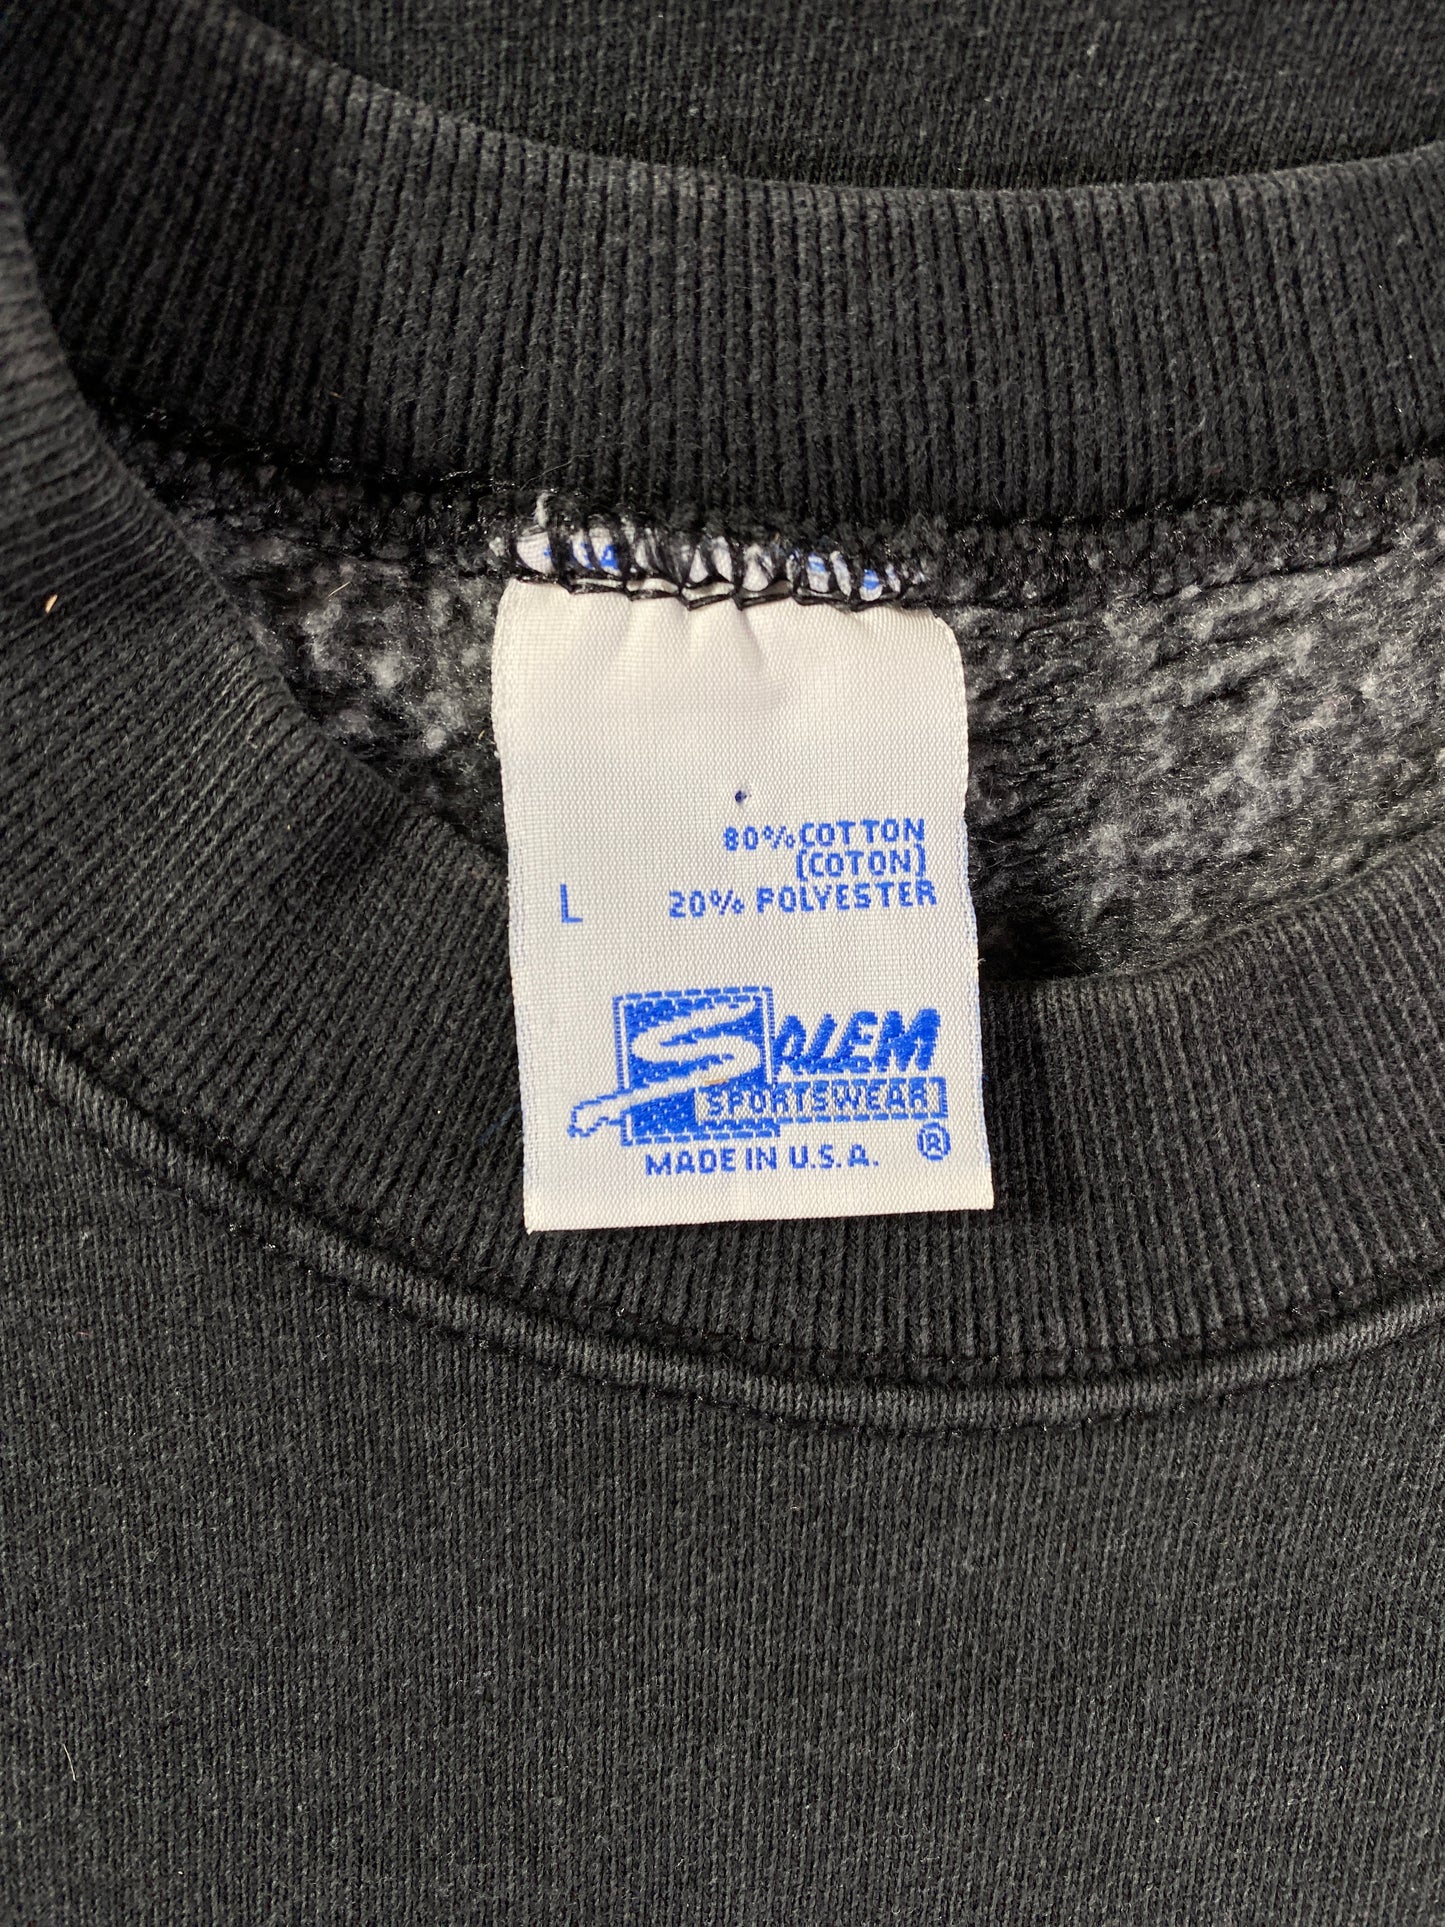 80% COTTON
(COTON)
L 20% POLYESTER
SALEM
SPORTSWEAR
MADE IN U.S.A. ®